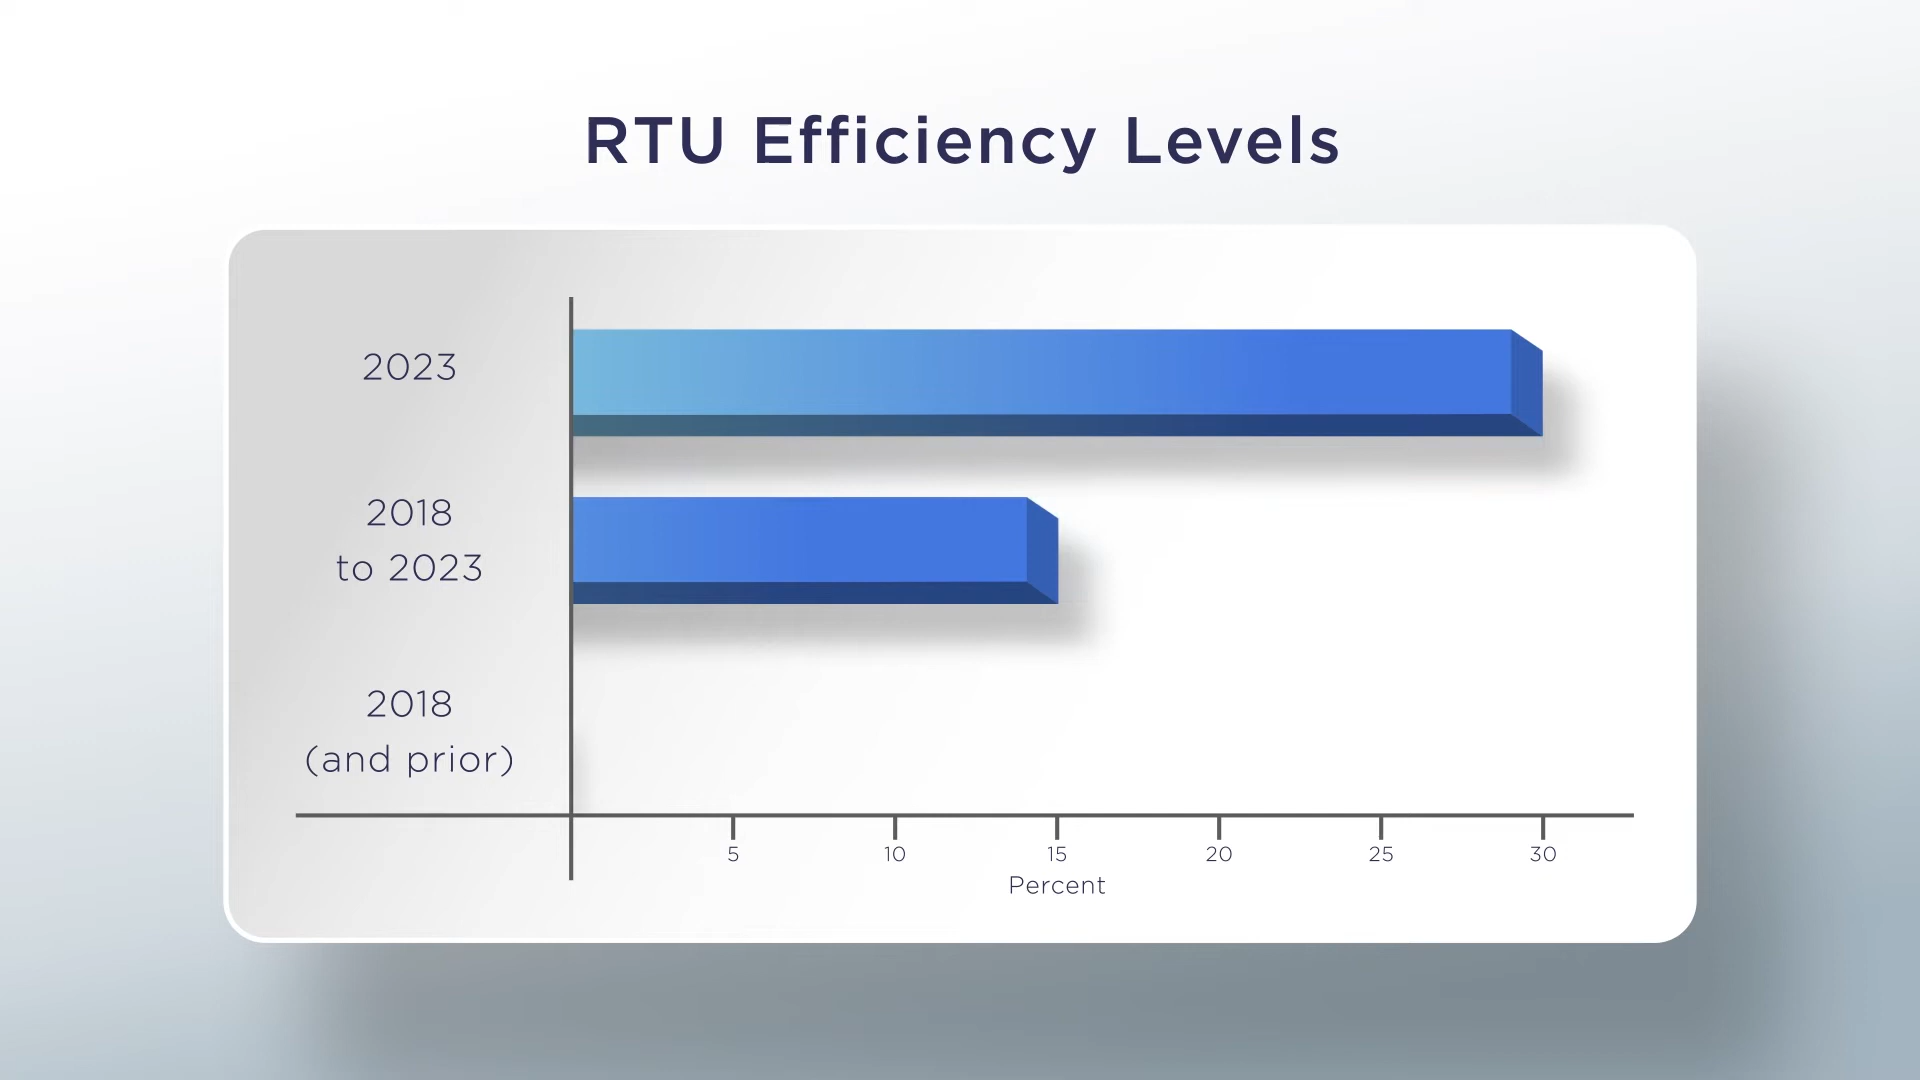 RTU Efficiency Levels
2023
2018
to 2023
2018
(and prior)
5 10 15 20 25 30
Percent